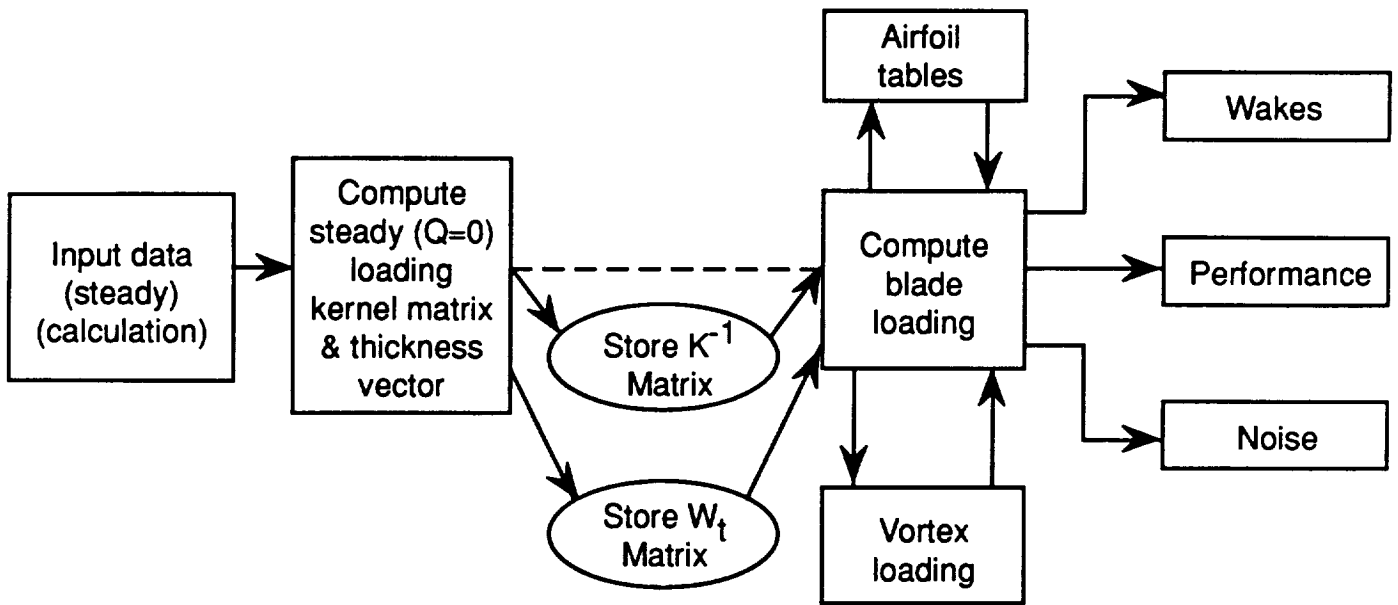 Input data
(steady)
(calculation)
Compute
steady (Q=0)
loading
kernel matrix
& thickness
vector
Store K⁻¹
Matrix
Store Wₜ
Matrix
Airfoil
tables
Compute
blade
loading
Vortex
loading
Wakes
Performance
Noise